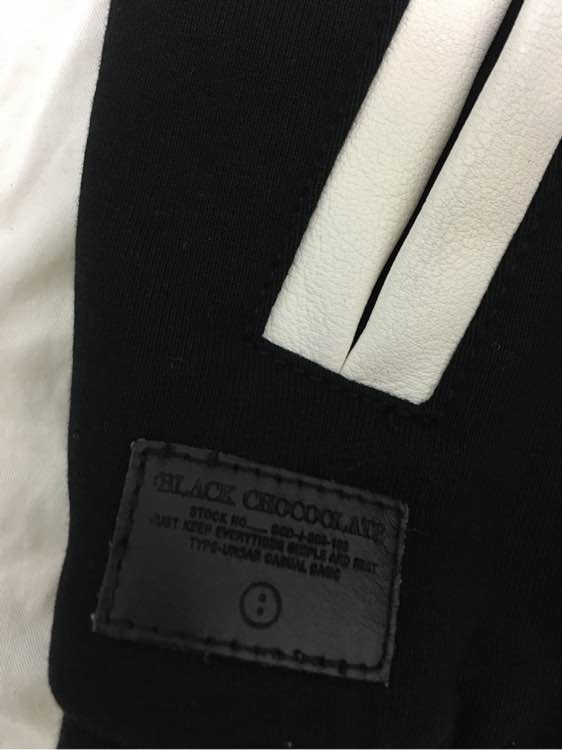 BLACK CHOCOOLATE
STOCK NO.
JUST KEEP EVERYTHING SIMPLE AND BEST
TYPE-URBAN CASUAL BASIC